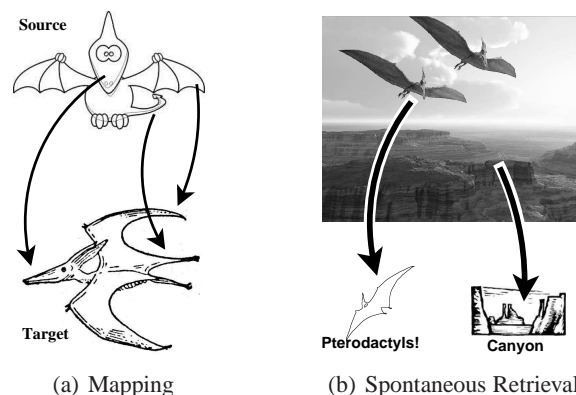 Source
Target
Pterodactyls!
Canyon
(a) Mapping
(b) Spontaneous Retrieval